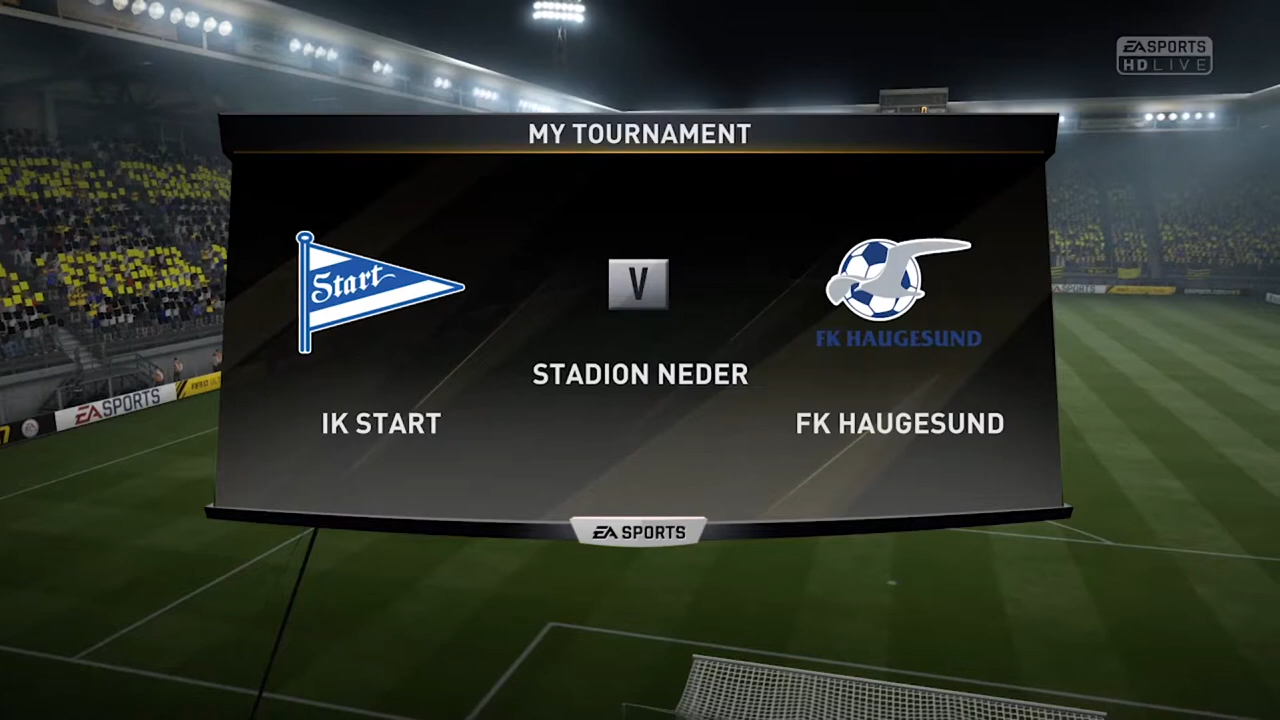 EA SPORTS
HD LIVE
MY TOURNAMENT
Start
V
FK HAUGESUND
STADION NEDER
IK START
FK HAUGESUND
EA SPORTS
EA SPORTS